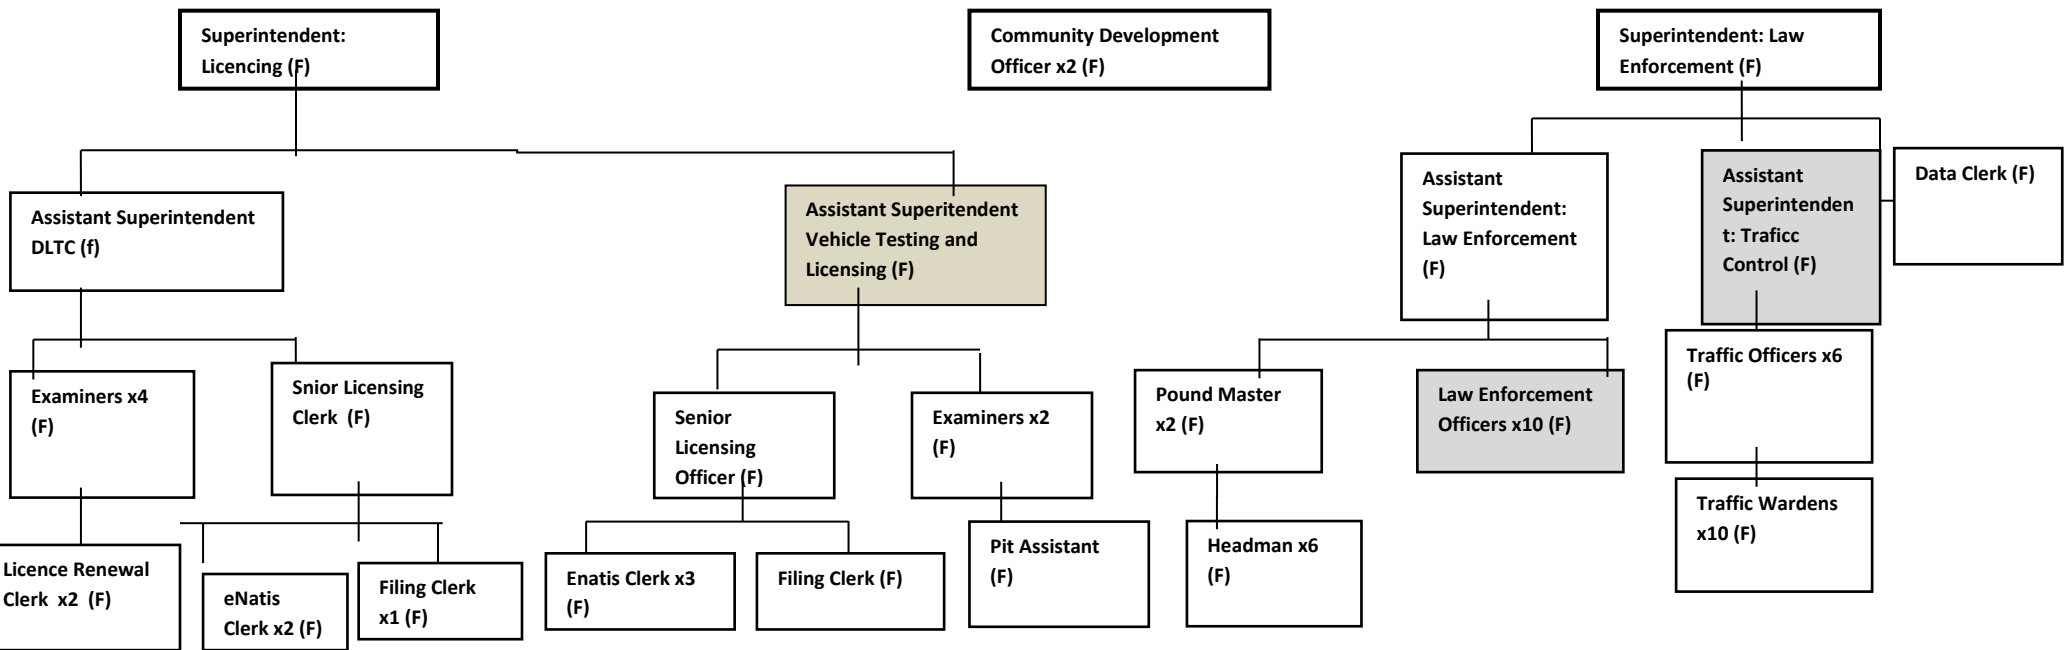 Superintendent:
Licencing (F)
Community Development
Officer x2 (F)
Superintendent: Law
Enforcement (F)
Assistant Superintendent
DLTC (f)
Assistant Superitendent
Vehicle Testing and
Licensing (F)
Assistant
Superintendent:
Law Enforcement
(F)
Assistant
Superintenden
t: Traficc
Control (F)
Data Clerk (F)
Examiners x4
(F)
Snior Licensing
Clerk (F)
Senior
Licensing
Officer (F)
Examiners x2
(F)
Pound Master
x2 (F)
Law Enforcement
Officers x10 (F)
Traffic Officers x6
(F)
Licence Renewal
Clerk x2 (F)
eNatis
Clerk x2 (F)
Filing Clerk
x1 (F)
Enatis Clerk x3
(F)
Filing Clerk (F)
Pit Assistant
(F)
Headman x6
(F)
Traffic Wardens
x10 (F)